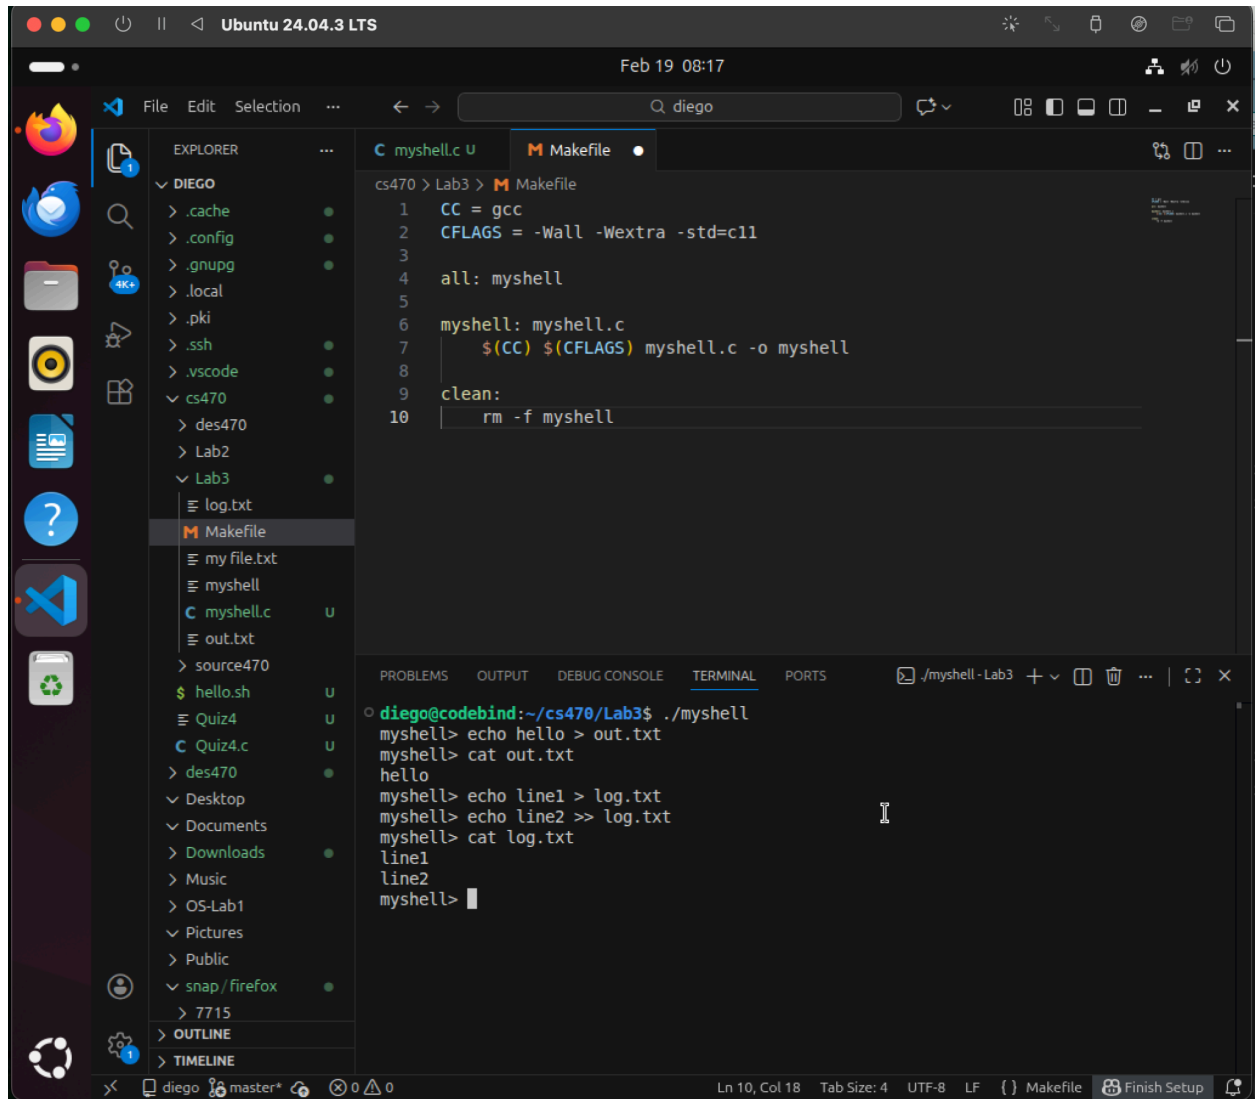 Ubuntu 24.04.3 LTS
Feb 19 08:17
File Edit Selection ···
diego
EXPLORER ···
DIEGO
.cache
.config
.gnupg
.local
.pki
.ssh
.vscode
cs470
des470
Lab2
Lab3
log.txt
Makefile
my file.txt
myshell
myshell.c U
out.txt
source470
hello.sh U
Quiz4 U
Quiz4.c U
des470
Desktop
Documents
Downloads
Music
OS-Lab1
Pictures
Public
snap/firefox
7715
OUTLINE
TIMELINE
1
4K+
1
C myshell.c U M Makefile
cs470 > Lab3 > M Makefile
1 CC = gcc
2 CFLAGS = -Wall -Wextra -std=c11
3
4 all: myshell
5
6 myshell: myshell.c
7 $(CC) $(CFLAGS) myshell.c -o myshell
8
9 clean:
10 rm -f myshell
PROBLEMS OUTPUT DEBUG CONSOLE TERMINAL PORTS ./myshell - Lab3
diego@codebind:~/cs470/Lab3$ ./myshell
myshell> echo hello > out.txt
myshell> cat out.txt
hello
myshell> echo line1 > log.txt
myshell> echo line2 >> log.txt
myshell> cat log.txt
line1
line2
myshell>
diego master* 0 0 Ln 10, Col 18 Tab Size: 4 UTF-8 LF { } Makefile Finish Setup